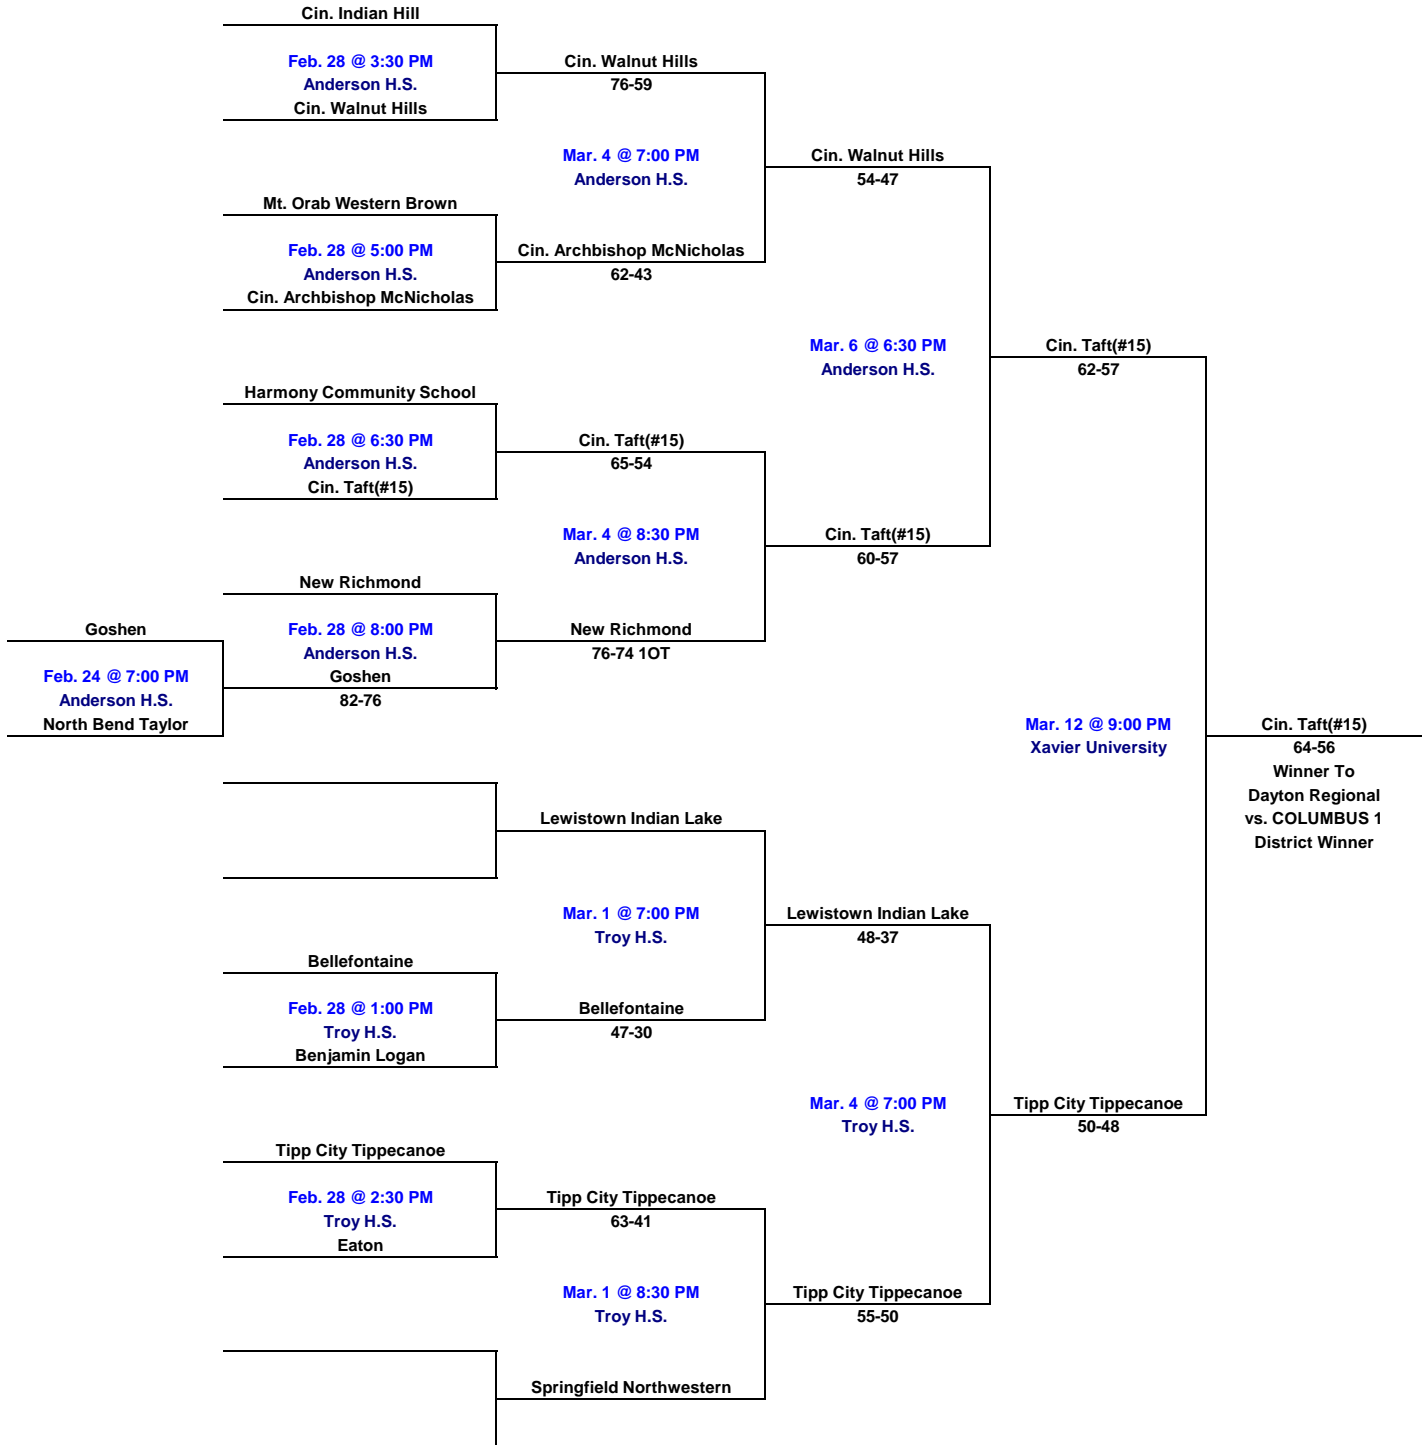 Cin. Indian Hill
Feb. 28 @ 3:30 PM
Anderson H.S.
Cin. Walnut Hills
Cin. Walnut Hills
76-59
Mar. 4 @ 7:00 PM
Anderson H.S.
Cin. Walnut Hills
54-47
Mt. Orab Western Brown
Feb. 28 @ 5:00 PM
Anderson H.S.
Cin. Archbishop McNicholas
Cin. Archbishop McNicholas
62-43
Mar. 6 @ 6:30 PM
Anderson H.S.
Cin. Taft(#15)
62-57
Harmony Community School
Feb. 28 @ 6:30 PM
Anderson H.S.
Cin. Taft(#15)
Cin. Taft(#15)
65-54
Mar. 4 @ 8:30 PM
Anderson H.S.
Cin. Taft(#15)
60-57
New Richmond
Feb. 28 @ 8:00 PM
Anderson H.S.
Goshen
82-76
New Richmond
76-74 1OT
Goshen
Feb. 24 @ 7:00 PM
Anderson H.S.
North Bend Taylor
Mar. 12 @ 9:00 PM
Xavier University
Cin. Taft(#15)
64-56
Winner To
Dayton Regional
vs. COLUMBUS 1
District Winner
Lewistown Indian Lake
Mar. 1 @ 7:00 PM
Troy H.S.
Lewistown Indian Lake
48-37
Bellefontaine
Feb. 28 @ 1:00 PM
Troy H.S.
Benjamin Logan
Bellefontaine
47-30
Mar. 4 @ 7:00 PM
Troy H.S.
Tipp City Tippecanoe
50-48
Tipp City Tippecanoe
Feb. 28 @ 2:30 PM
Troy H.S.
Eaton
Tipp City Tippecanoe
63-41
Mar. 1 @ 8:30 PM
Troy H.S.
Tipp City Tippecanoe
55-50
Springfield Northwestern